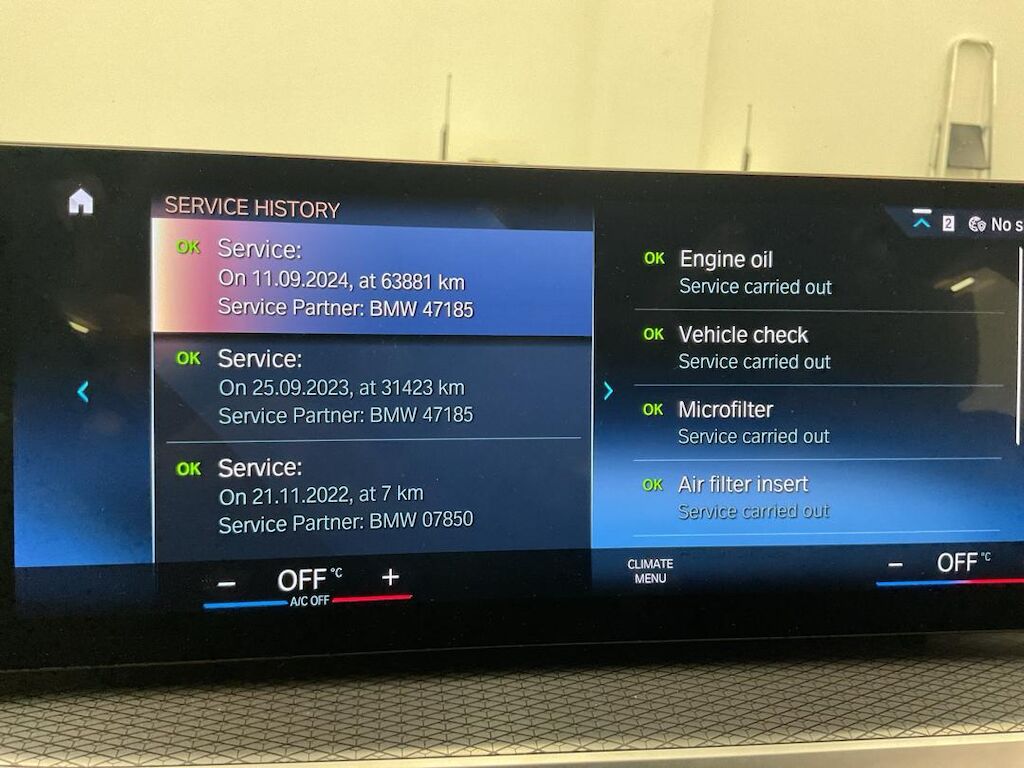 SERVICE HISTORY
OK Service:
On 11.09.2024, at 63881 km
Service Partner: BMW 47185
OK Service:
On 25.09.2023, at 31423 km
Service Partner: BMW 47185
OK Service:
On 21.11.2022, at 7 km
Service Partner: BMW 07850
2 No s
OK Engine oil
Service carried out
OK Vehicle check
Service carried out
OK Microfilter
Service carried out
OK Air filter insert
Service carried out
− OFF °C +
A/C OFF
CLIMATE
MENU
− OFF °C